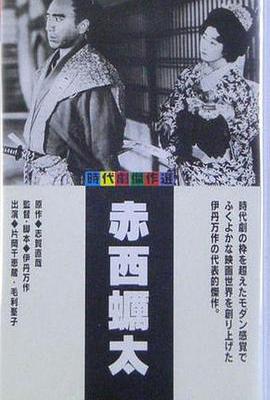 時代劇傑作選
赤西蠣太
時代劇の枠を超えたモダン感覚で
ふくよかな映画世界を創り上げた
伊丹万作の代表的傑作。
原作◆志賀直哉
監督・脚本◆伊丹万作
出演◆片岡千恵蔵・毛利峯子